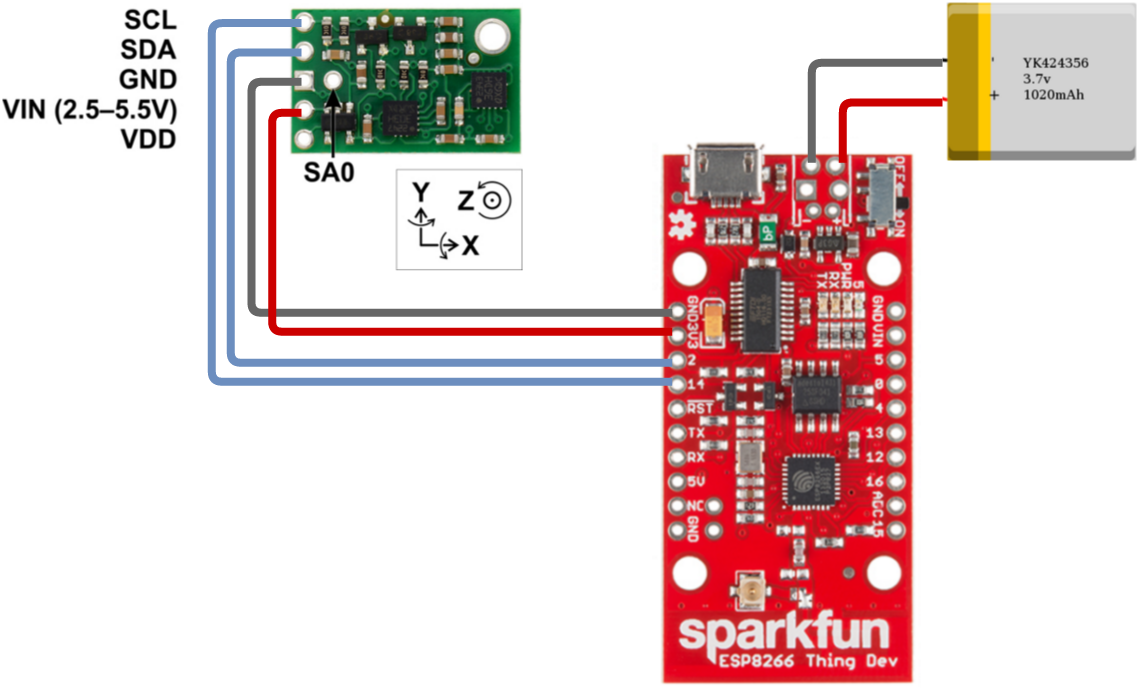 SCL
SDA
GND
VIN (2.5–5.5V)
VDD
SA0
Y
Z
X
YK424356
3.7v
+ 1020mAh
OFF
ON
PWR
RX
TX
5
GND
3V3
2
14
RST
TX
RX
5V
NC
GND
GND
VIN
5
0
4
13
12
16
ADC
15
sparkfun
ESP8266 Thing Dev